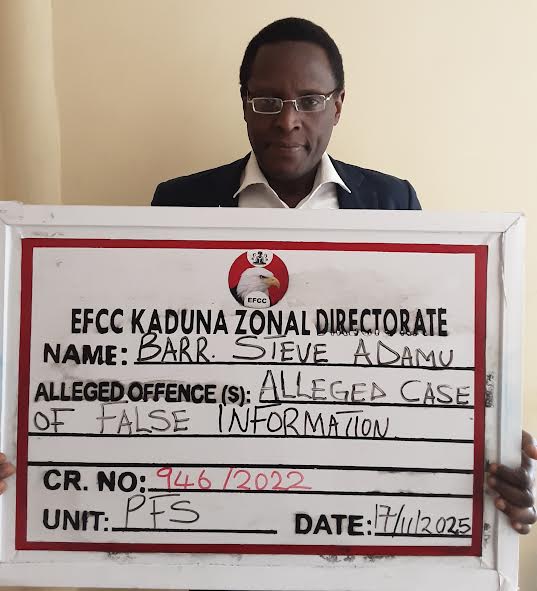 EFCC
EFCC KADUNA ZONAL DIRECTORATE
NAME: BARR. STEVE ADAMU
ALLEGED OFFENCE (S): ALLEGED CASE
OF FALSE INFORMATION
CR. NO: 946/2022
UNIT: PFS DATE: 17/11/2025